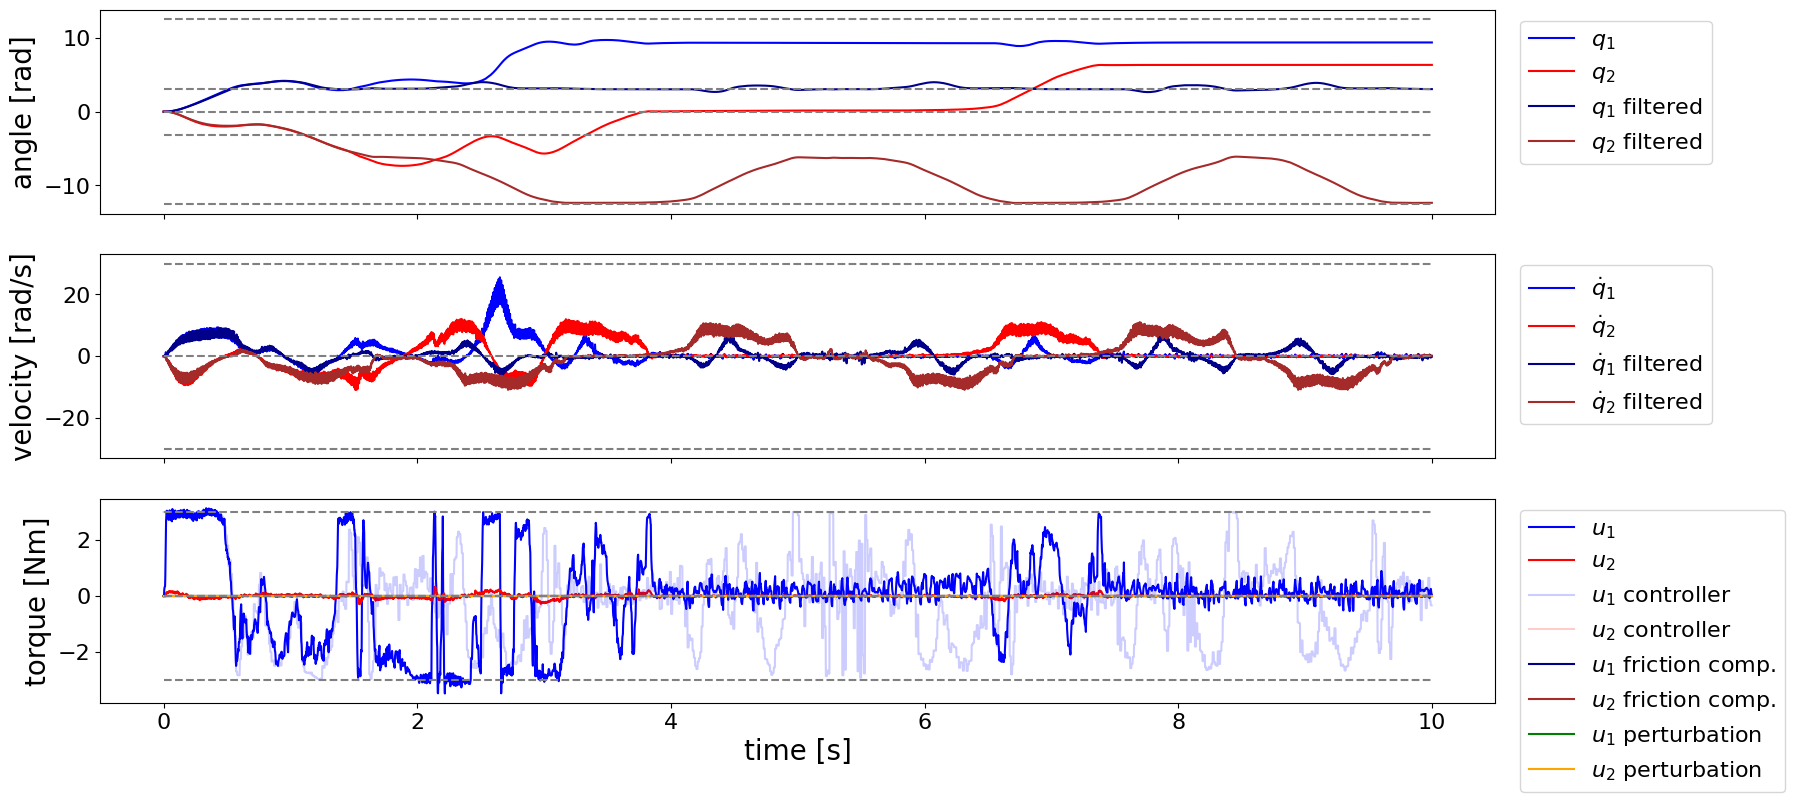 angle [rad]
10
0
−10
q₁
q₂
q₁ filtered
q₂ filtered
velocity [rad/s]
20
0
−20
q̇₁
q̇₂
q̇₁ filtered
q̇₂ filtered
torque [Nm]
2
0
−2
0
2
4
6
8
10
time [s]
u₁
u₂
u₁ controller
u₂ controller
u₁ friction comp.
u₂ friction comp.
u₁ perturbation
u₂ perturbation